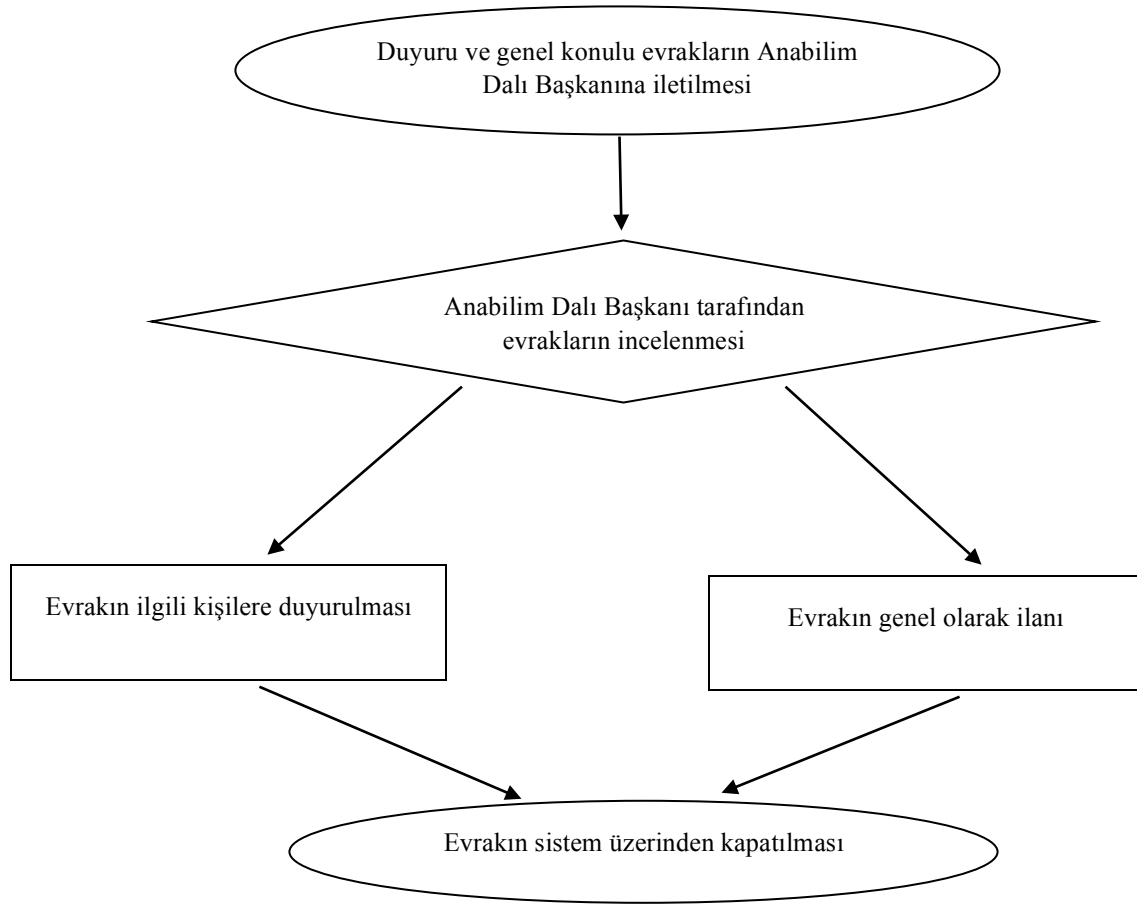 Duyuru ve genel konulu evrakların Anabilim
Dalı Başkanına iletilmesi
Anabilim Dalı Başkanı tarafından
evrakların incelenmesi
Evrakın ilgili kişilere duyurulması
Evrakın genel olarak ilanı
Evrakın sistem üzerinden kapatılması